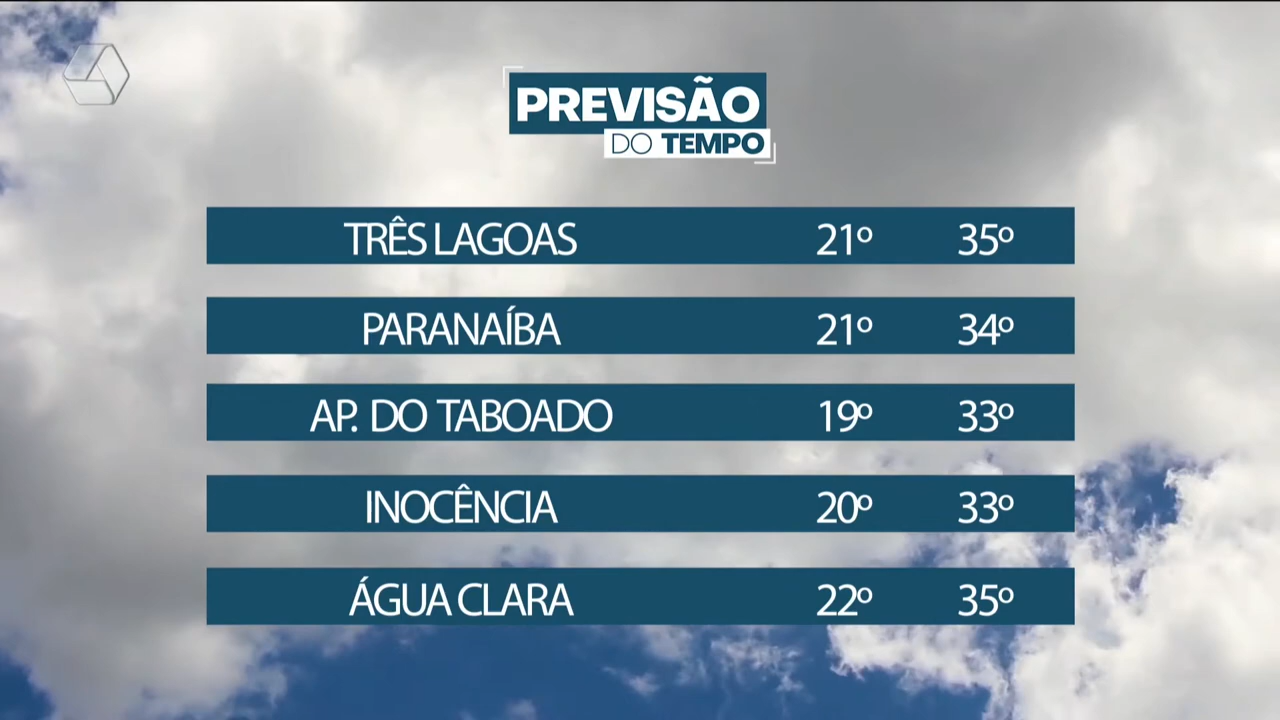 PREVISÃO
DO TEMPO
TRÊS LAGOAS 21º 35º
PARANAÍBA 21º 34º
AP. DO TABOADO 19º 33º
INOCÊNCIA 20º 33º
ÁGUA CLARA 22º 35º